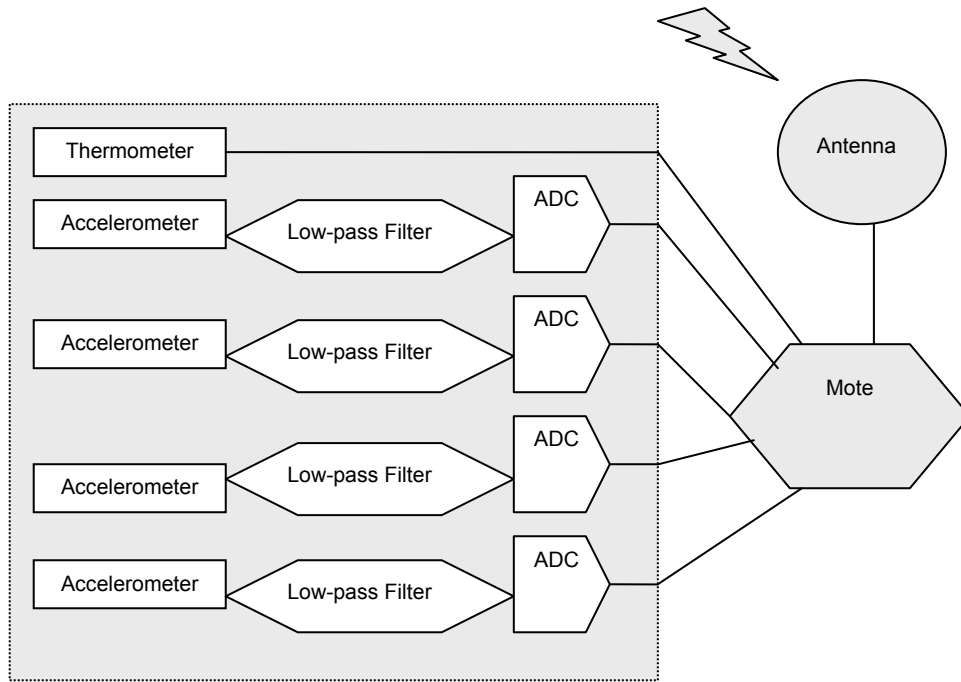 Antenna
Thermometer
ADC
Accelerometer
Low-pass Filter
ADC
Accelerometer
Low-pass Filter
Mote
ADC
Accelerometer
Low-pass Filter
ADC
Accelerometer
Low-pass Filter